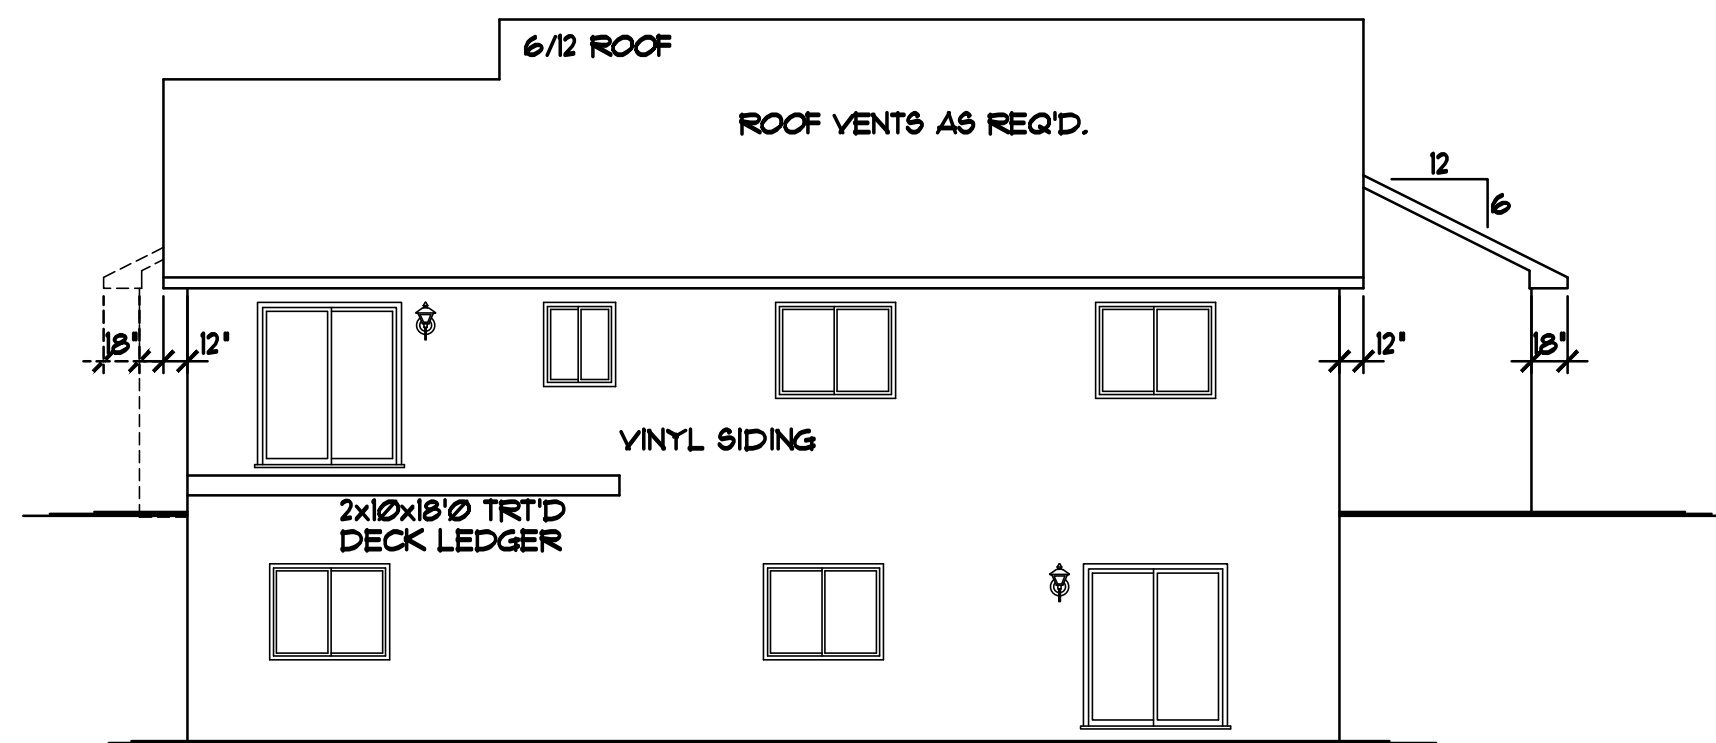 6/12 ROOF
ROOF VENTS AS REQ'D.
12
6
18"
12"
12"
18"
VINYL SIDING
2x10x18'0 TRT'D
DECK LEDGER